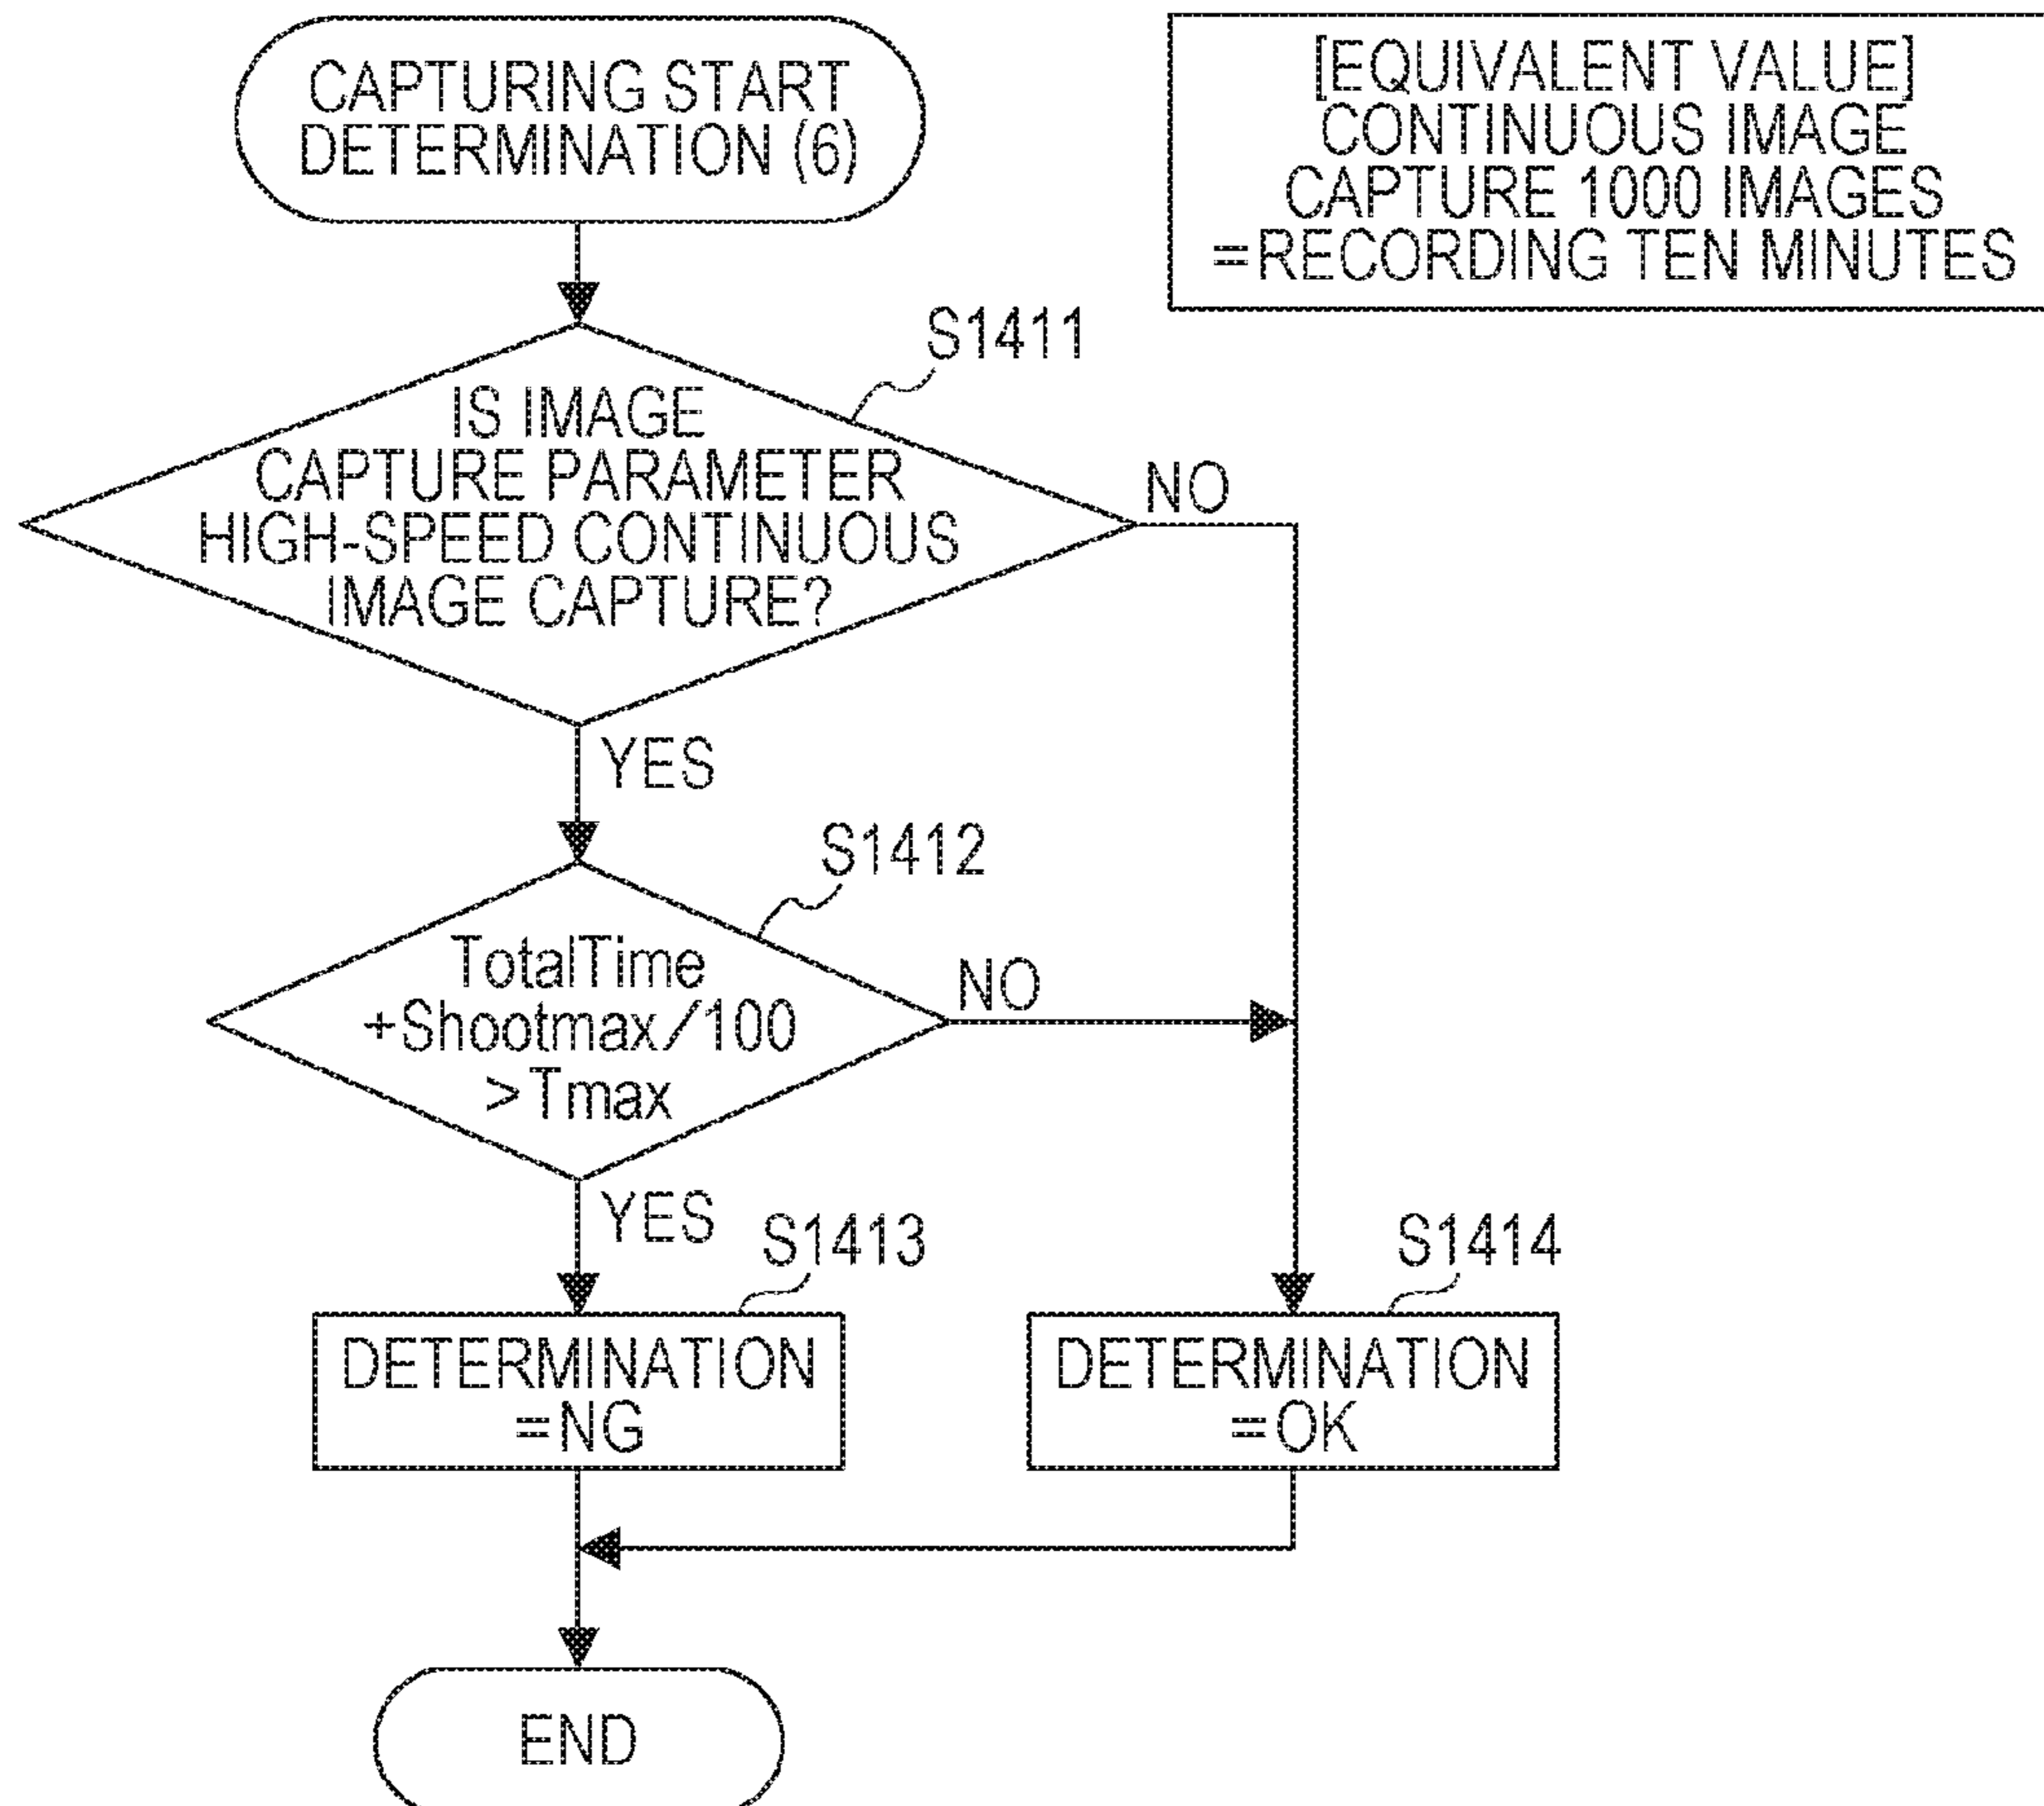 CAPTURING START
DETERMINATION (6)
[EQUIVALENT VALUE]
CONTINUOUS IMAGE
CAPTURE 1000 IMAGES
=RECORDING TEN MINUTES
S1411
IS IMAGE
CAPTURE PARAMETER
HIGH-SPEED CONTINUOUS
IMAGE CAPTURE?
NO
YES
S1412
TotalTime
+Shootmax/100
>Tmax
NO
YES
S1413
S1414
DETERMINATION
=NG
DETERMINATION
=OK
END